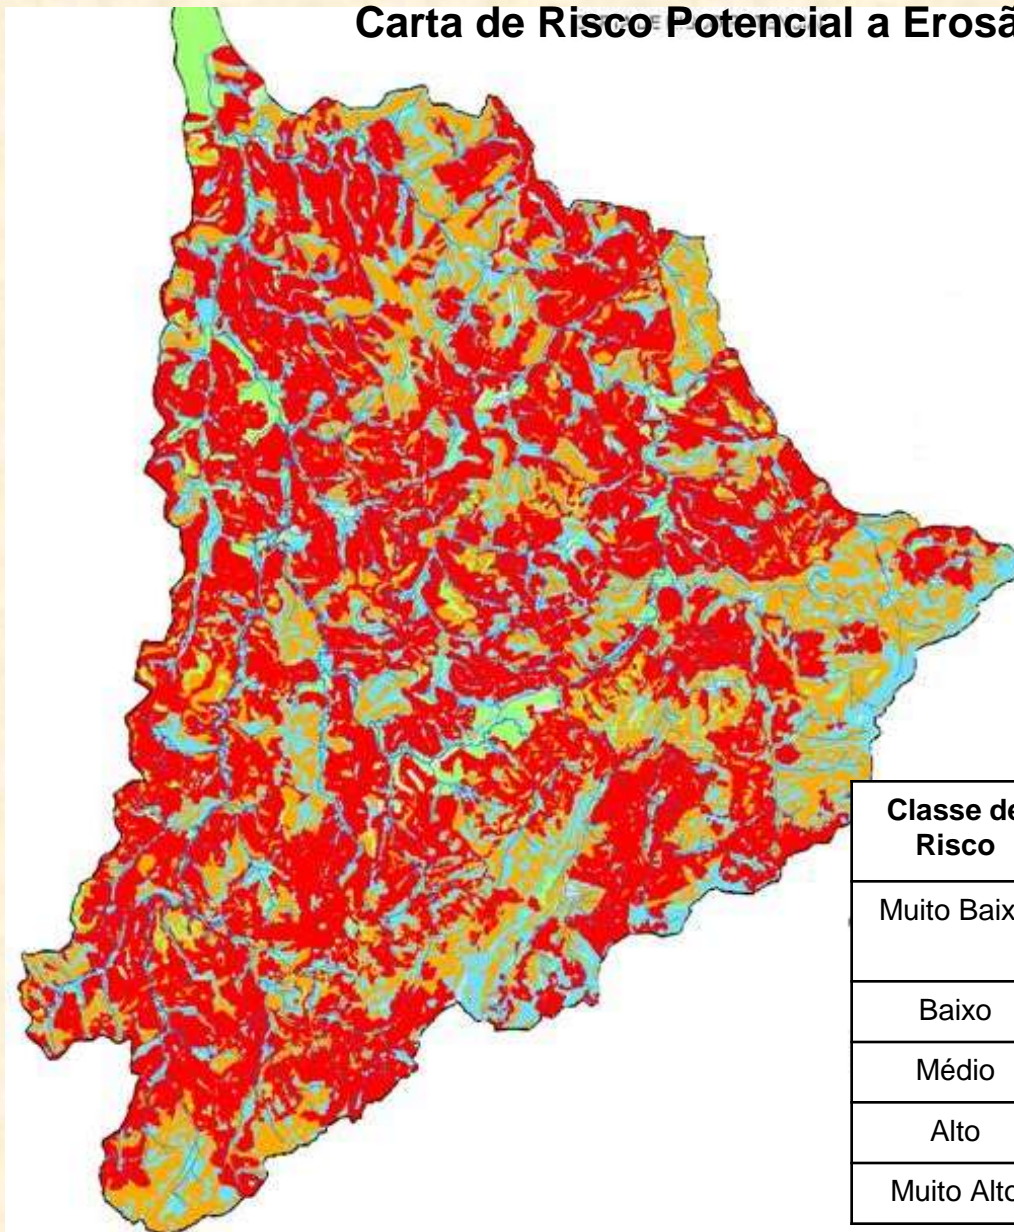 Carta de Risco Potencial a Erosã
Classe de
Risco
Muito Baix
Baixo
Médio
Alto
Muito Alto